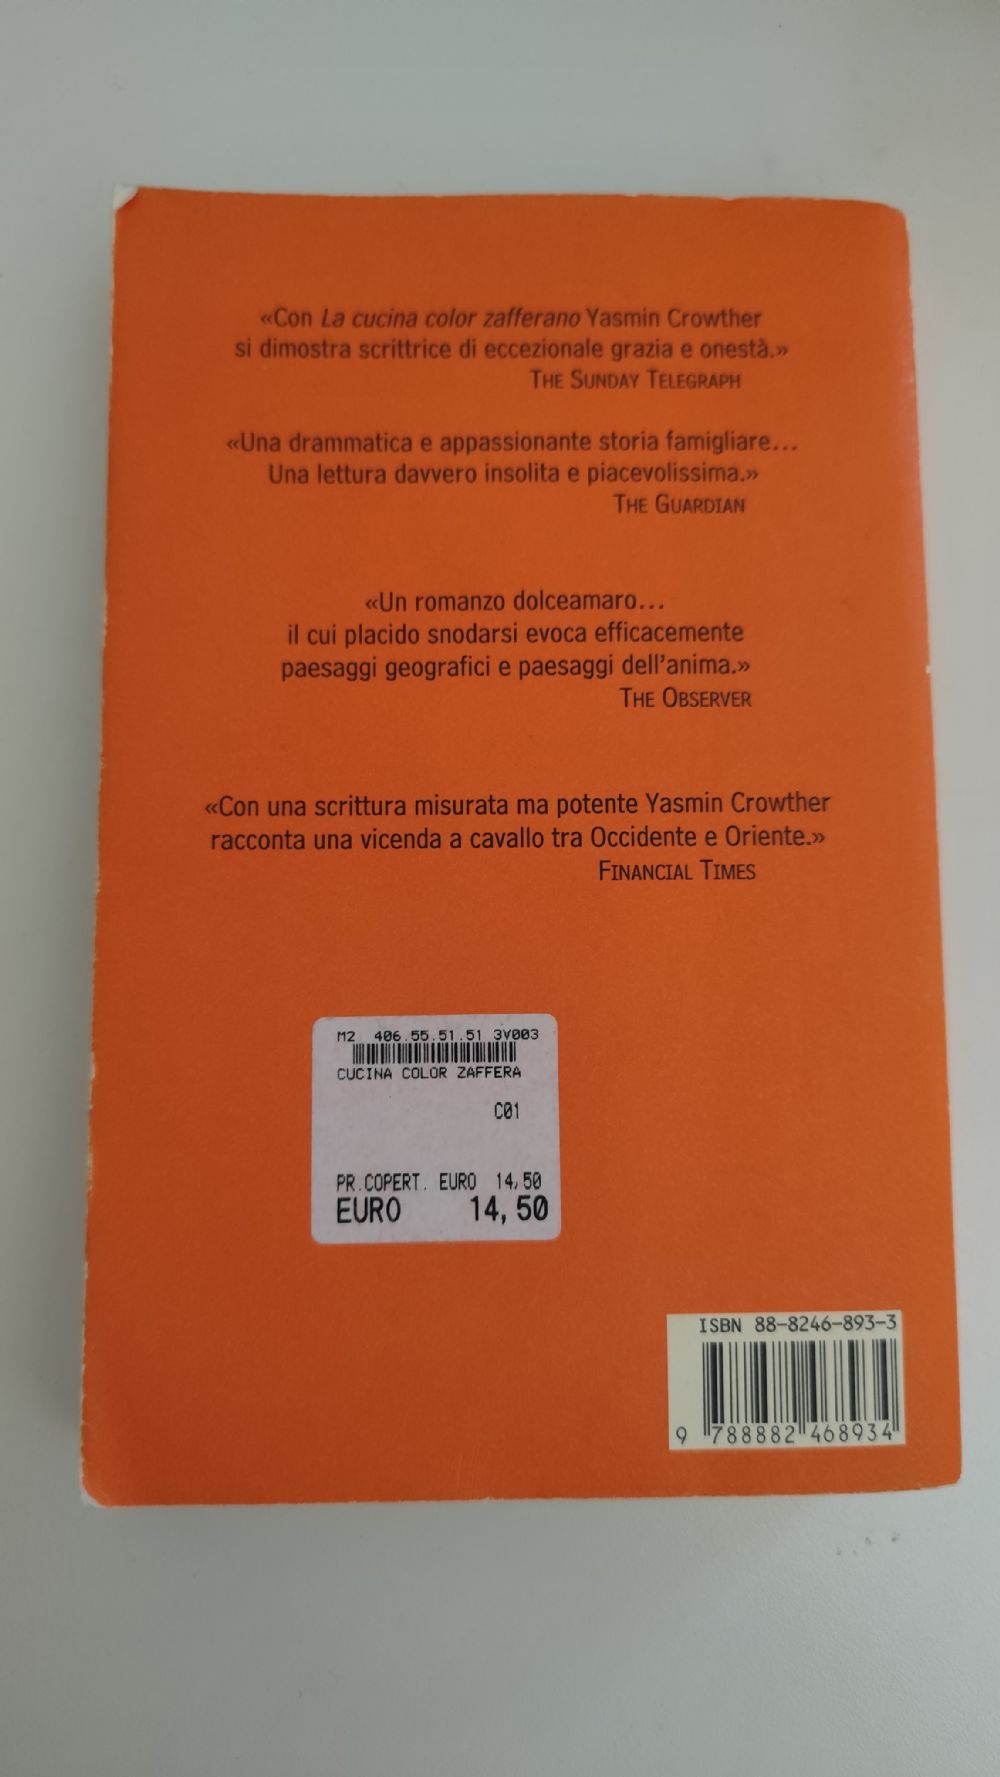 «Con La cucina color zafferano Yasmin Crowther
si dimostra scrittrice di eccezionale grazia e onestà.»
THE SUNDAY TELEGRAPH
«Una drammatica e appassionante storia famigliare...
Una lettura davvero insolita e piacevolissima.»
THE GUARDIAN
«Un romanzo dolceamaro...
il cui placido snodarsi evoca efficacemente
paesaggi geografici e paesaggi dell'anima.»
THE OBSERVER
«Con una scrittura misurata ma potente Yasmin Crowther
racconta una vicenda a cavallo tra Occidente e Oriente.»
FINANCIAL TIMES
M2 406.55.51.51 3V003
CUCINA COLOR ZAFFERA
C01
PR.COPERT. EURO 14,50
EURO 14,50
ISBN 88-8246-893-3
9 788882 468934